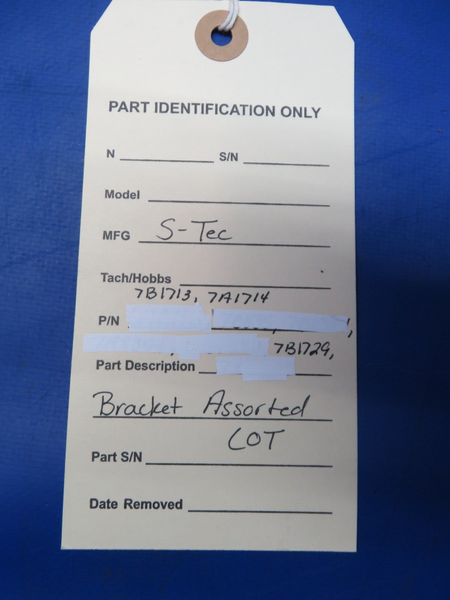 PART IDENTIFICATION ONLY
N S/N
Model
MFG S-Tec
Tach/Hobbs
7B1713, 7A1714
P/N ,
7B1729,
Part Description
Bracket Assorted
LOT
Part S/N
Date Removed